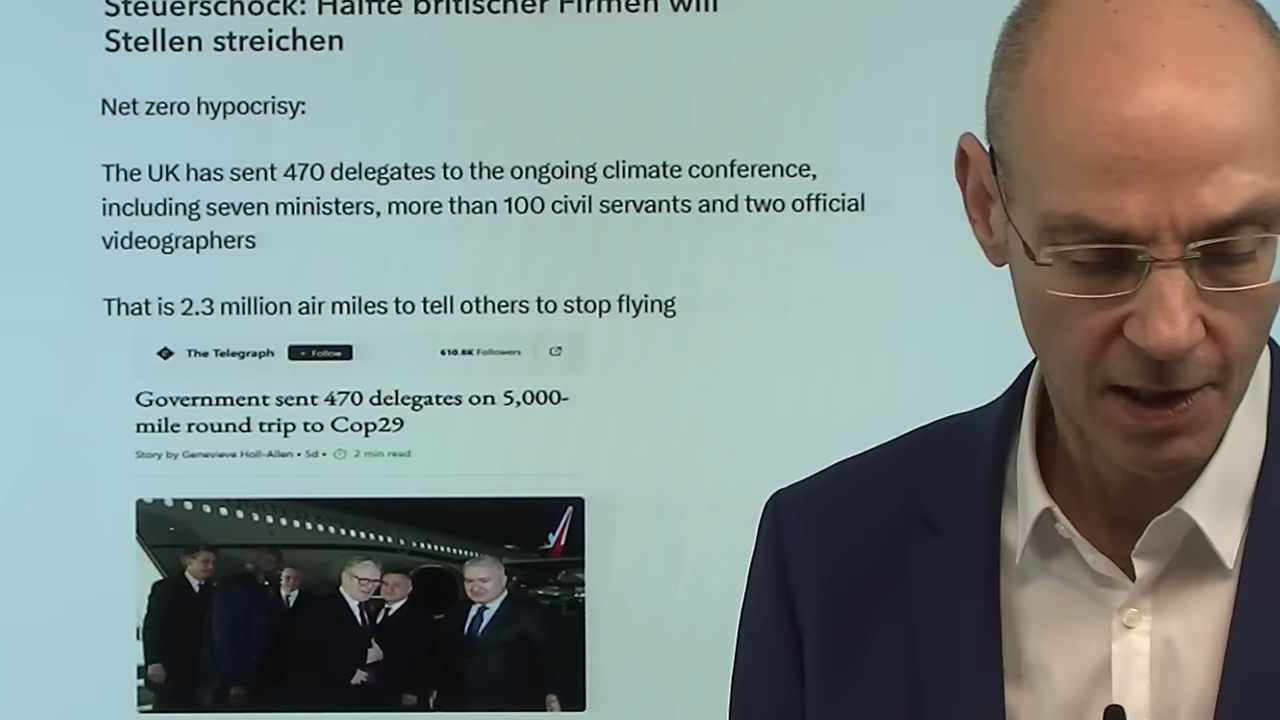 Steuerschock: Hälfte britischer Firmen will
Stellen streichen
Net zero hypocrisy:
The UK has sent 470 delegates to the ongoing climate conference,
including seven ministers, more than 100 civil servants and two official
videographers
That is 2.3 million air miles to tell others to stop flying
The Telegraph + Follow 610.8K Followers
Government sent 470 delegates on 5,000-
mile round trip to Cop29
Story by Genevieve Holl-Allen • 5d • 2 min read